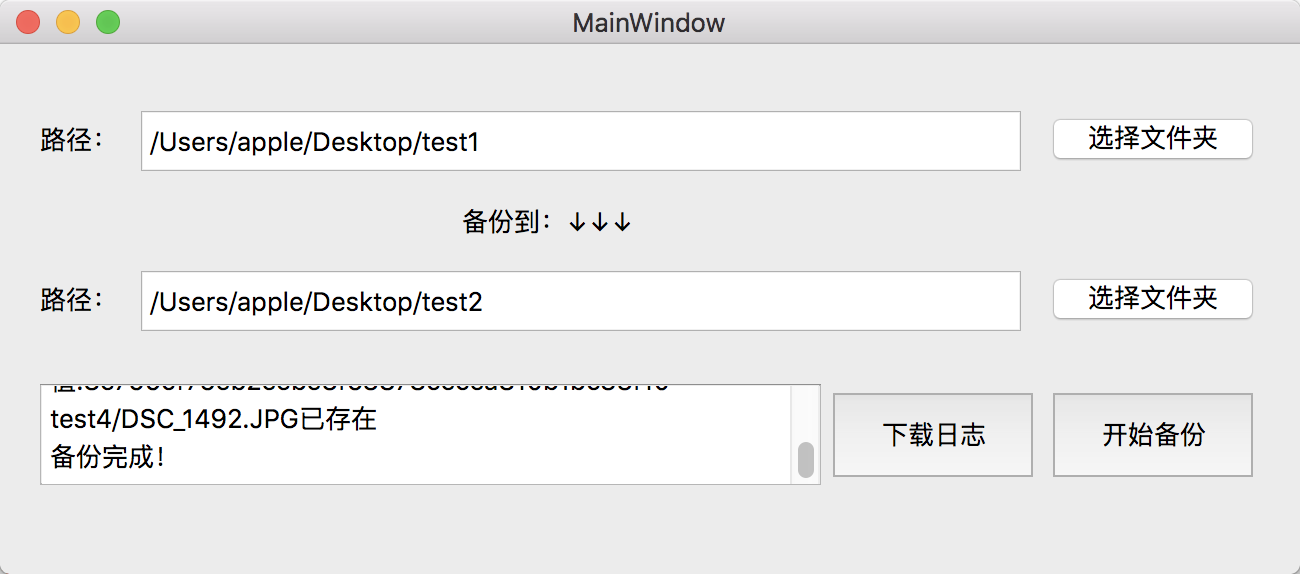 MainWindow
路径：
/Users/apple/Desktop/test1
选择文件夹
备份到：↓↓↓
路径：
/Users/apple/Desktop/test2
选择文件夹
test4/DSC_1492.JPG已存在
备份完成！
下载日志
开始备份